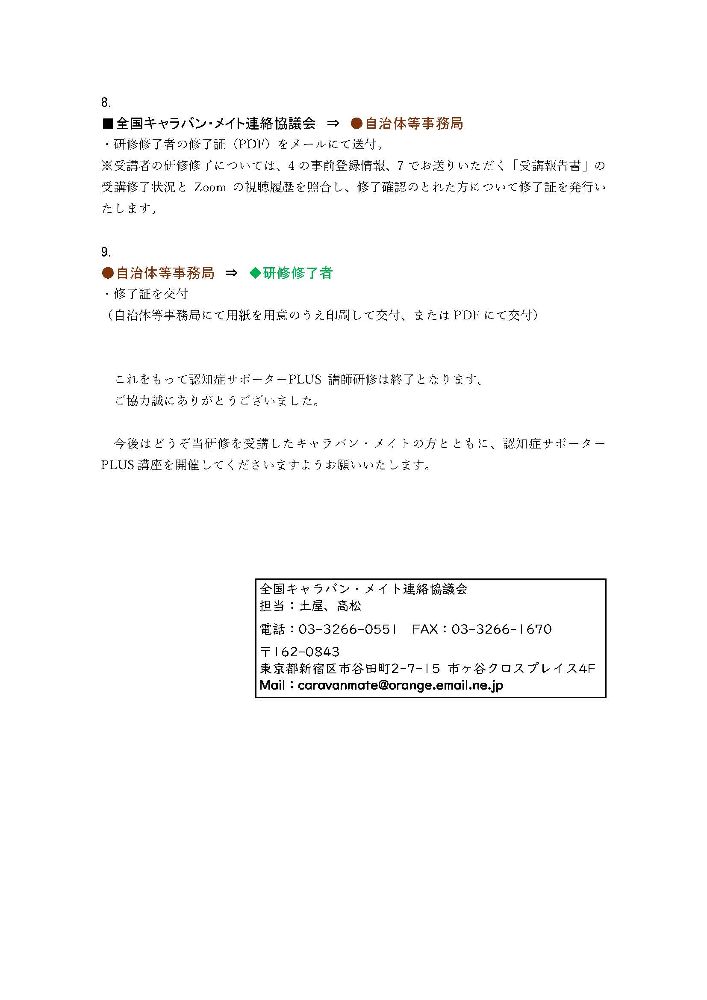 8.
■全国キャラバン・メイト連絡協議会　⇒　●自治体等事務局
・研修修了者の修了証（PDF）をメールにて送付。
※受講者の研修修了については、4の事前登録情報、7でお送りいただく「受講報告書」の
受講修了状況と Zoom の視聴履歴を照合し、修了確認のとれた方について修了証を発行い
たします。
9.
●自治体等事務局　⇒　◆研修修了者
・修了証を交付
（自治体等事務局にて用紙を用意のうえ印刷して交付、または PDF にて交付）
これをもって認知症サポーターPLUS 講師研修は終了となります。
ご協力誠にありがとうございました。
今後はどうぞ当研修を受講したキャラバン・メイトの方とともに、認知症サポーター
PLUS 講座を開催してくださいますようお願いいたします。
全国キャラバン・メイト連絡協議会
担当：土屋、高松
電話：03-3266-0551　FAX：03-3266-1670
〒162-0843
東京都新宿区市谷田町2-7-15 市ヶ谷クロスプレイス4F
Mail：caravanmate@orange.email.ne.jp